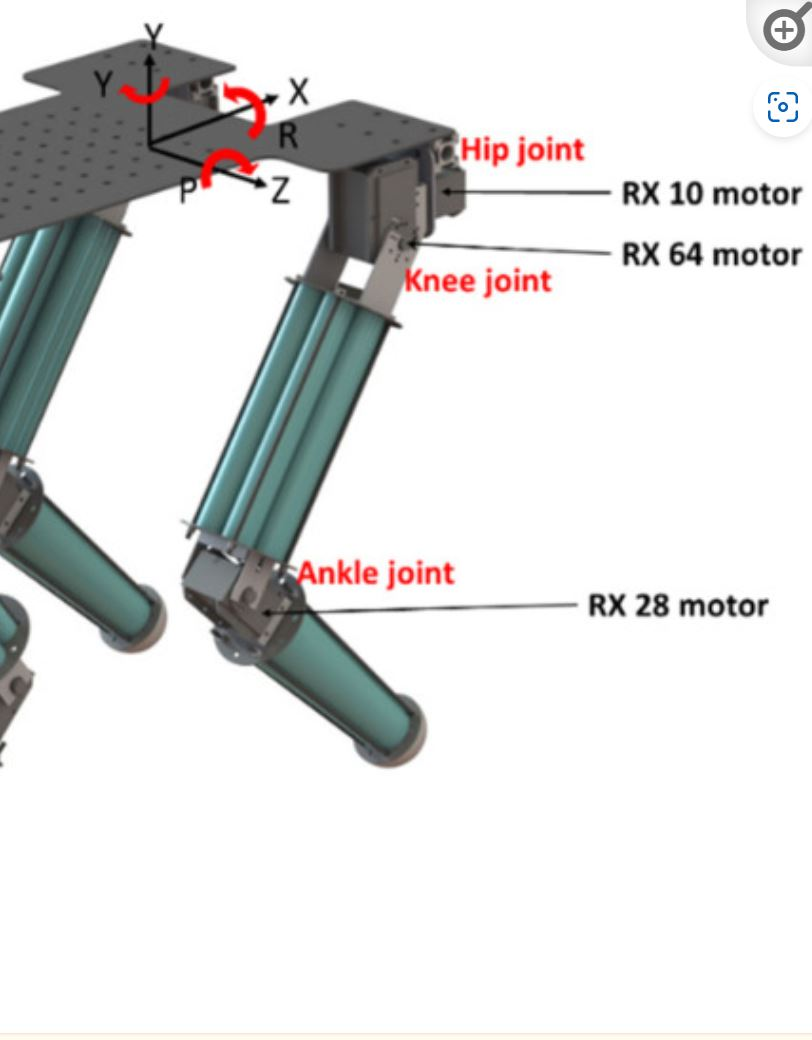 Y
Y
X
R
P
Z
Hip joint
RX 10 motor
RX 64 motor
Knee joint
Ankle joint
RX 28 motor